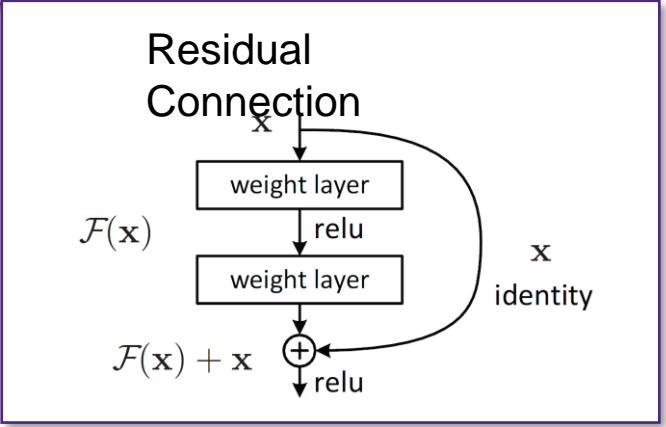 Residual
Connection
x
weight layer
relu
F(x)
x
weight layer
identity
F(x) + x
+
relu